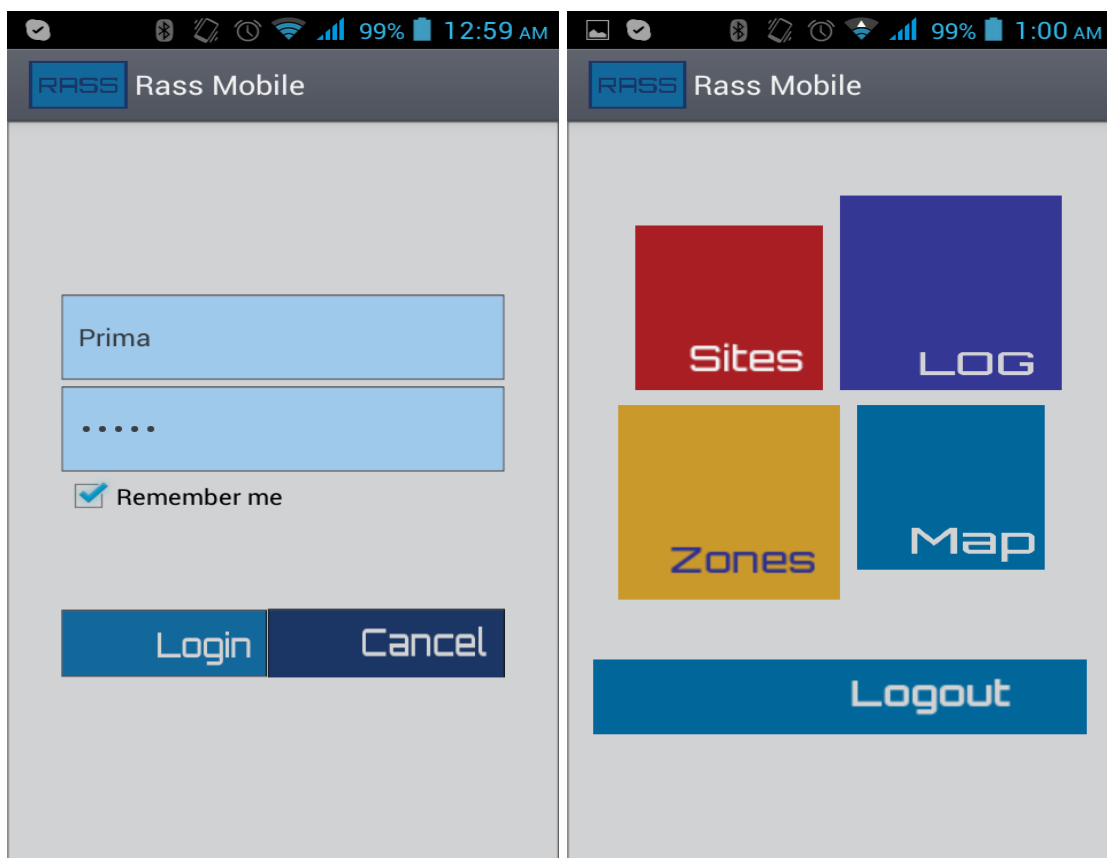 99% 12:59 AM
RASS Rass Mobile
Prima
•••••
Remember me
Login Cancel
99% 1:00 AM
RASS Rass Mobile
Sites LOG
Zones Map
Logout